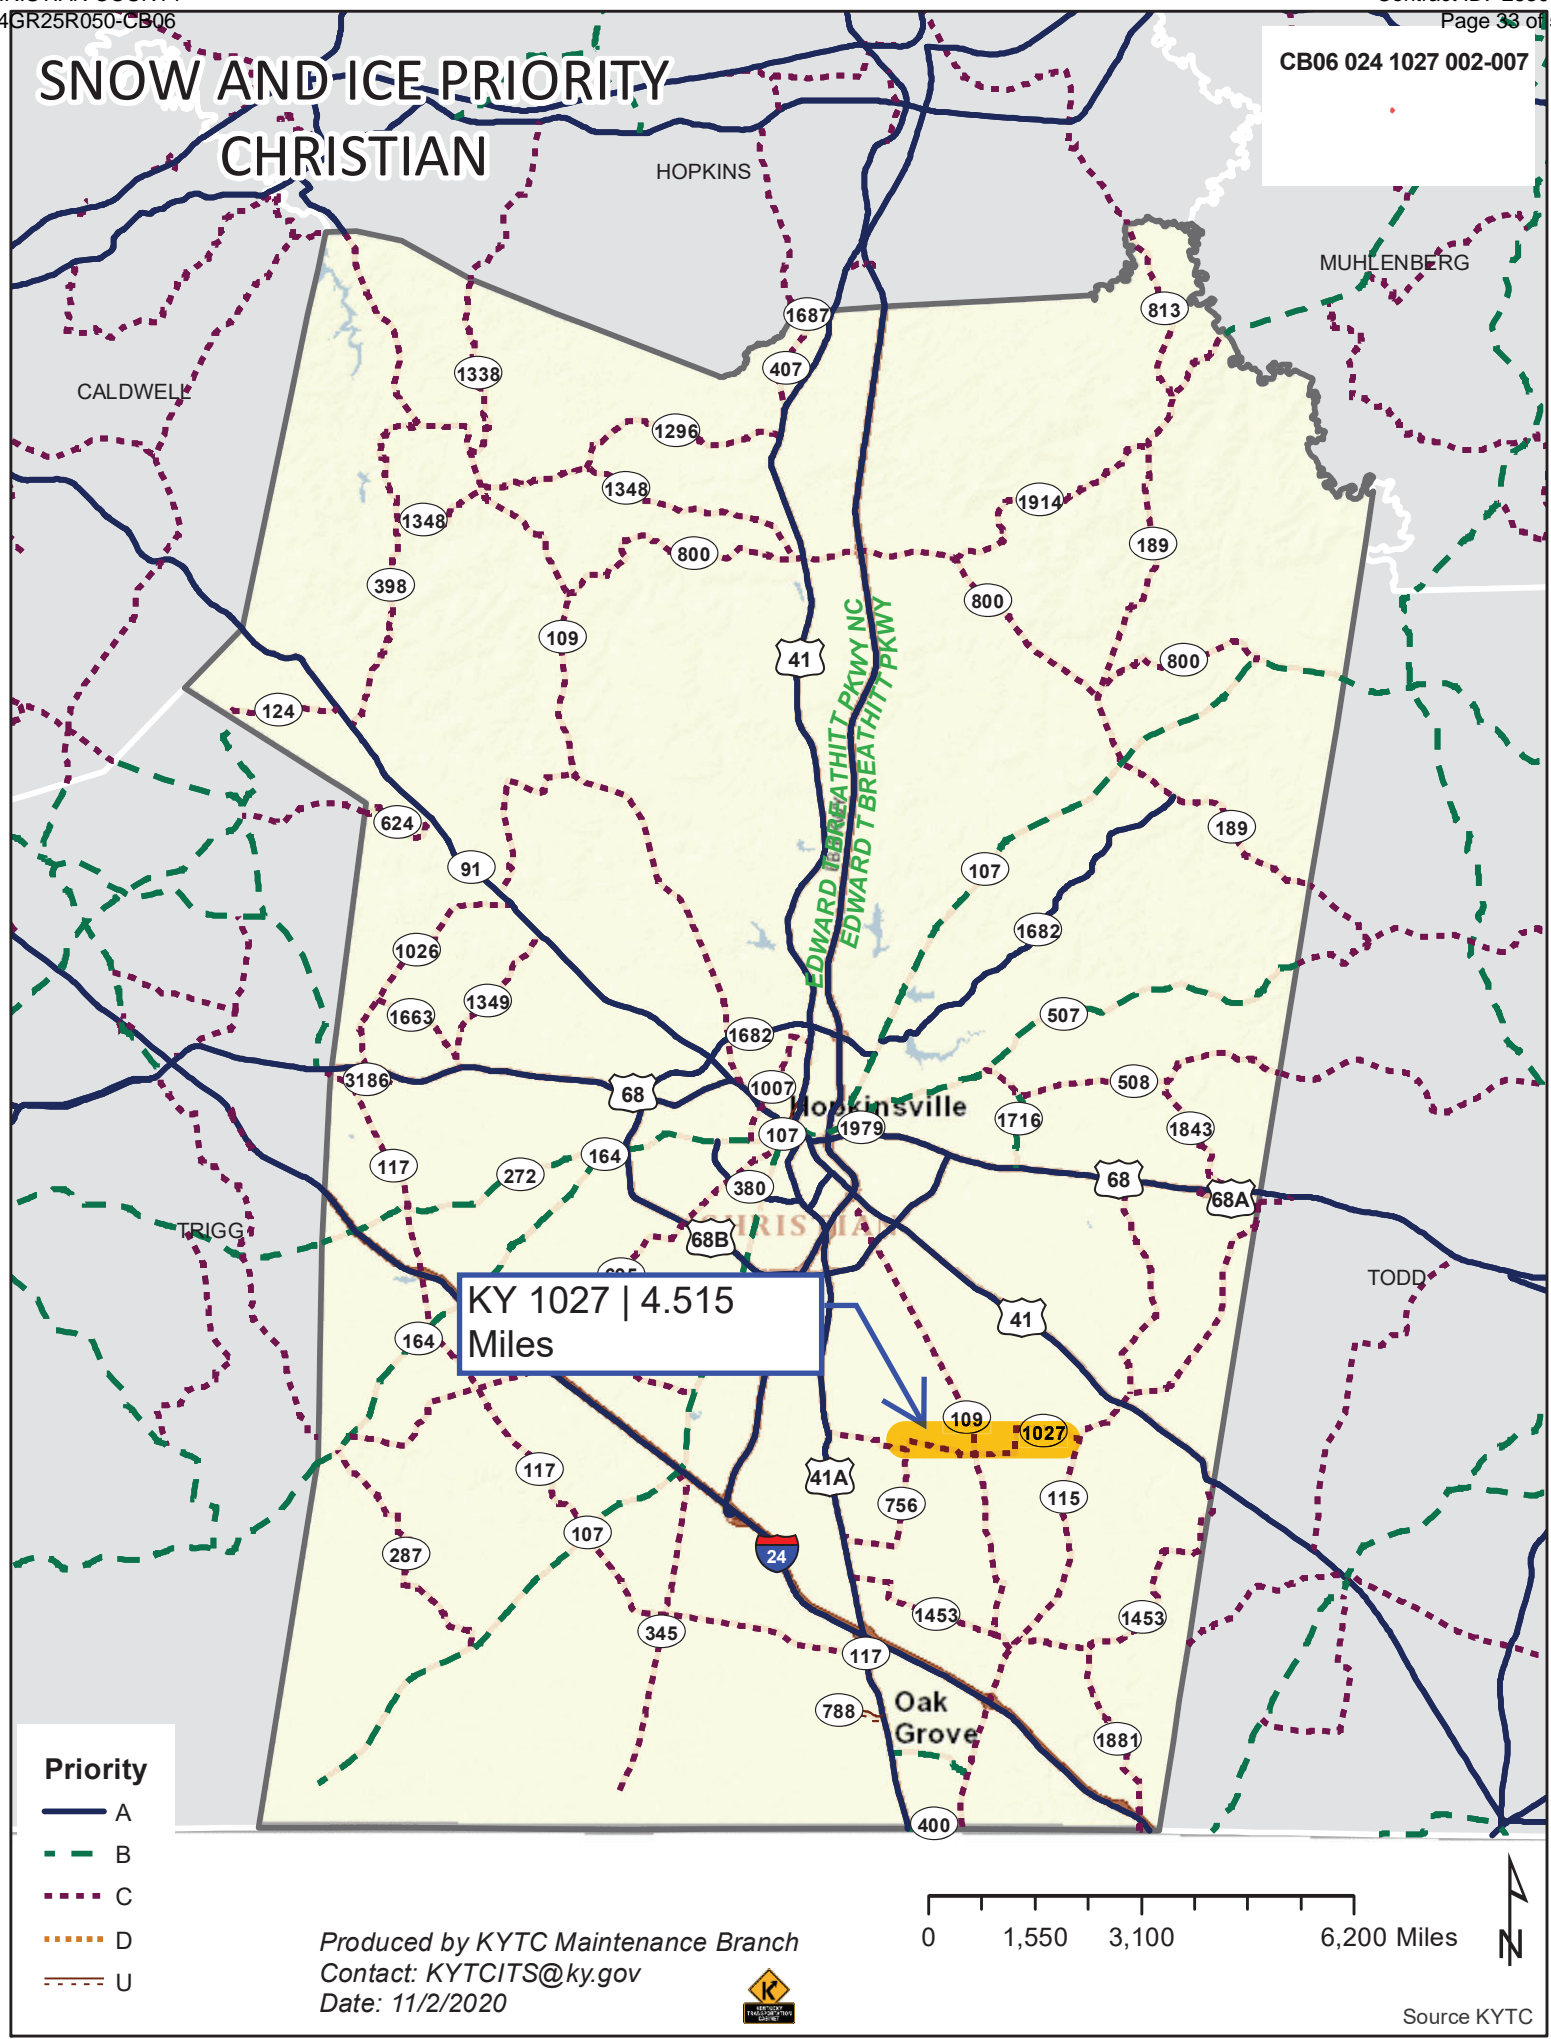 4GR25R050-CB06
Page 33 of
SNOW AND ICE PRIORITY
CHRISTIAN
CB06 024 1027 002-007
HOPKINS
MUHLENBERG
CALDWELL
TRIGG
TODD
1687
813
407
1338
1296
1348
1348
1914
800
189
398
800
109
41
800
124
EDWARD T BREATHITT PKWY NC
EDWARD T BREATHITT PKWY
624
189
91
107
1682
1026
1349
1663
507
1682
3186
68
1007
508
Hopkinsville
1716
107
1979
1843
164
117
272
68
380
68A
CHRISTIAN
68B
KY 1027 | 4.515
Miles
41
164
109
1027
117
41A
756
115
107
287
24
1453
1453
345
117
788
Oak
Grove
1881
400
Priority
A
B
C
D
U
0 1,550 3,100 6,200 Miles
N
Produced by KYTC Maintenance Branch
Contact: KYTCITS@ky.gov
Date: 11/2/2020
KENTUCKY
TRANSPORTATION
CABINET
Source KYTC